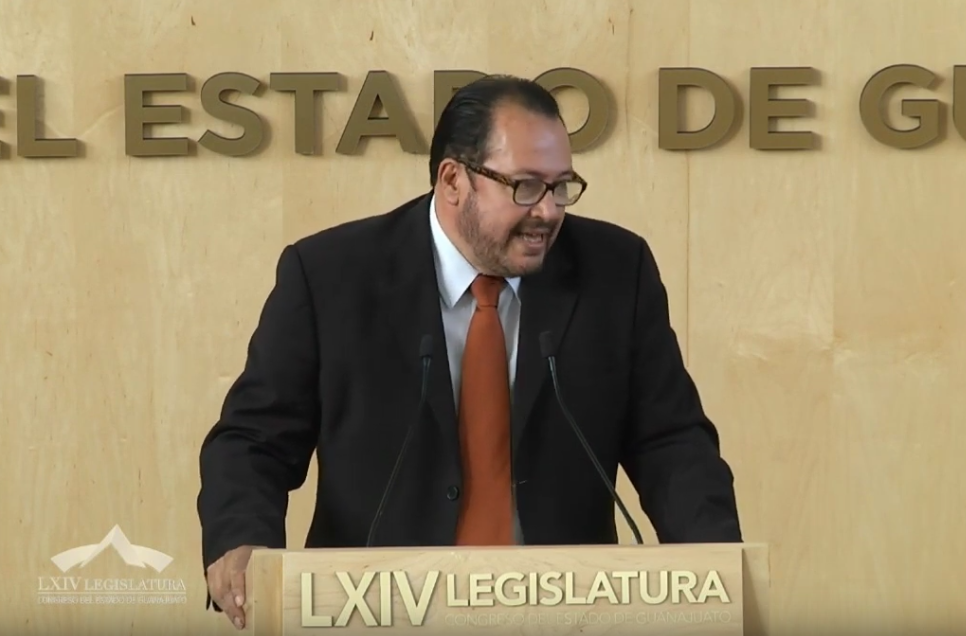 EL ESTADO DE GU
LXIV LEGISLATURA
CONGRESO DEL ESTADO DE GUANAJUATO
LXIV LEGISLATURA
CONGRESO DEL ESTADO DE GUANAJUATO